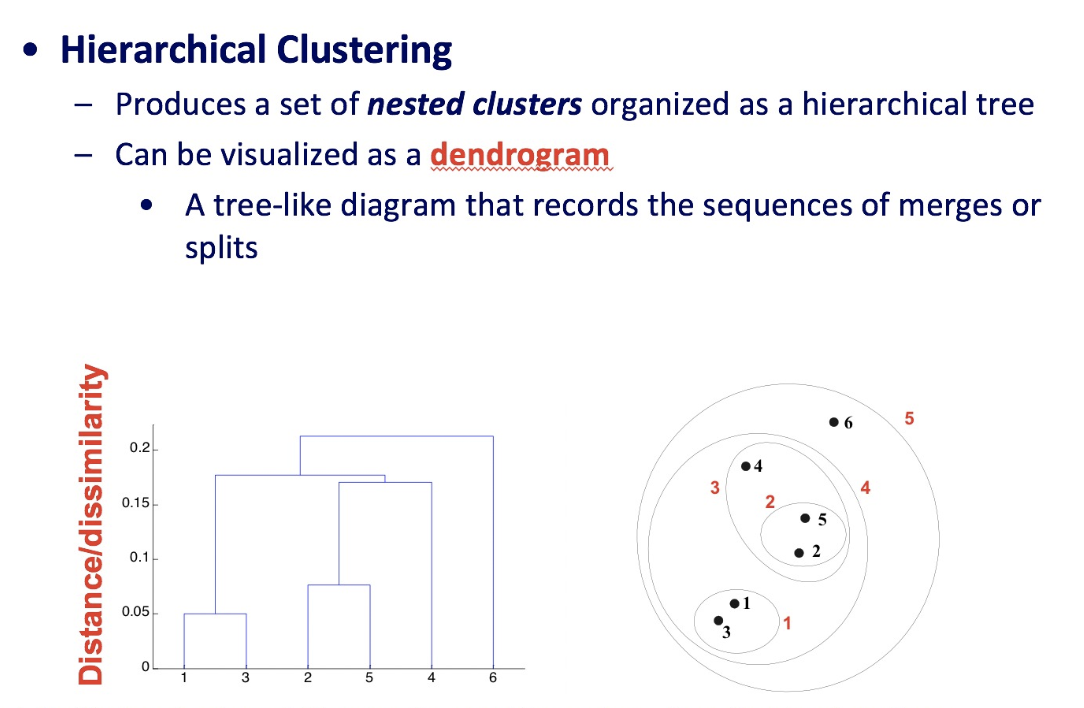 • Hierarchical Clustering
– Produces a set of nested clusters organized as a hierarchical tree
– Can be visualized as a dendrogram
• A tree-like diagram that records the sequences of merges or
splits
Distance/dissimilarity
0.2
0.15
0.1
0.05
0
1 3 2 5 4 6
6
5
4
3
4
2
5
2
1
1
3